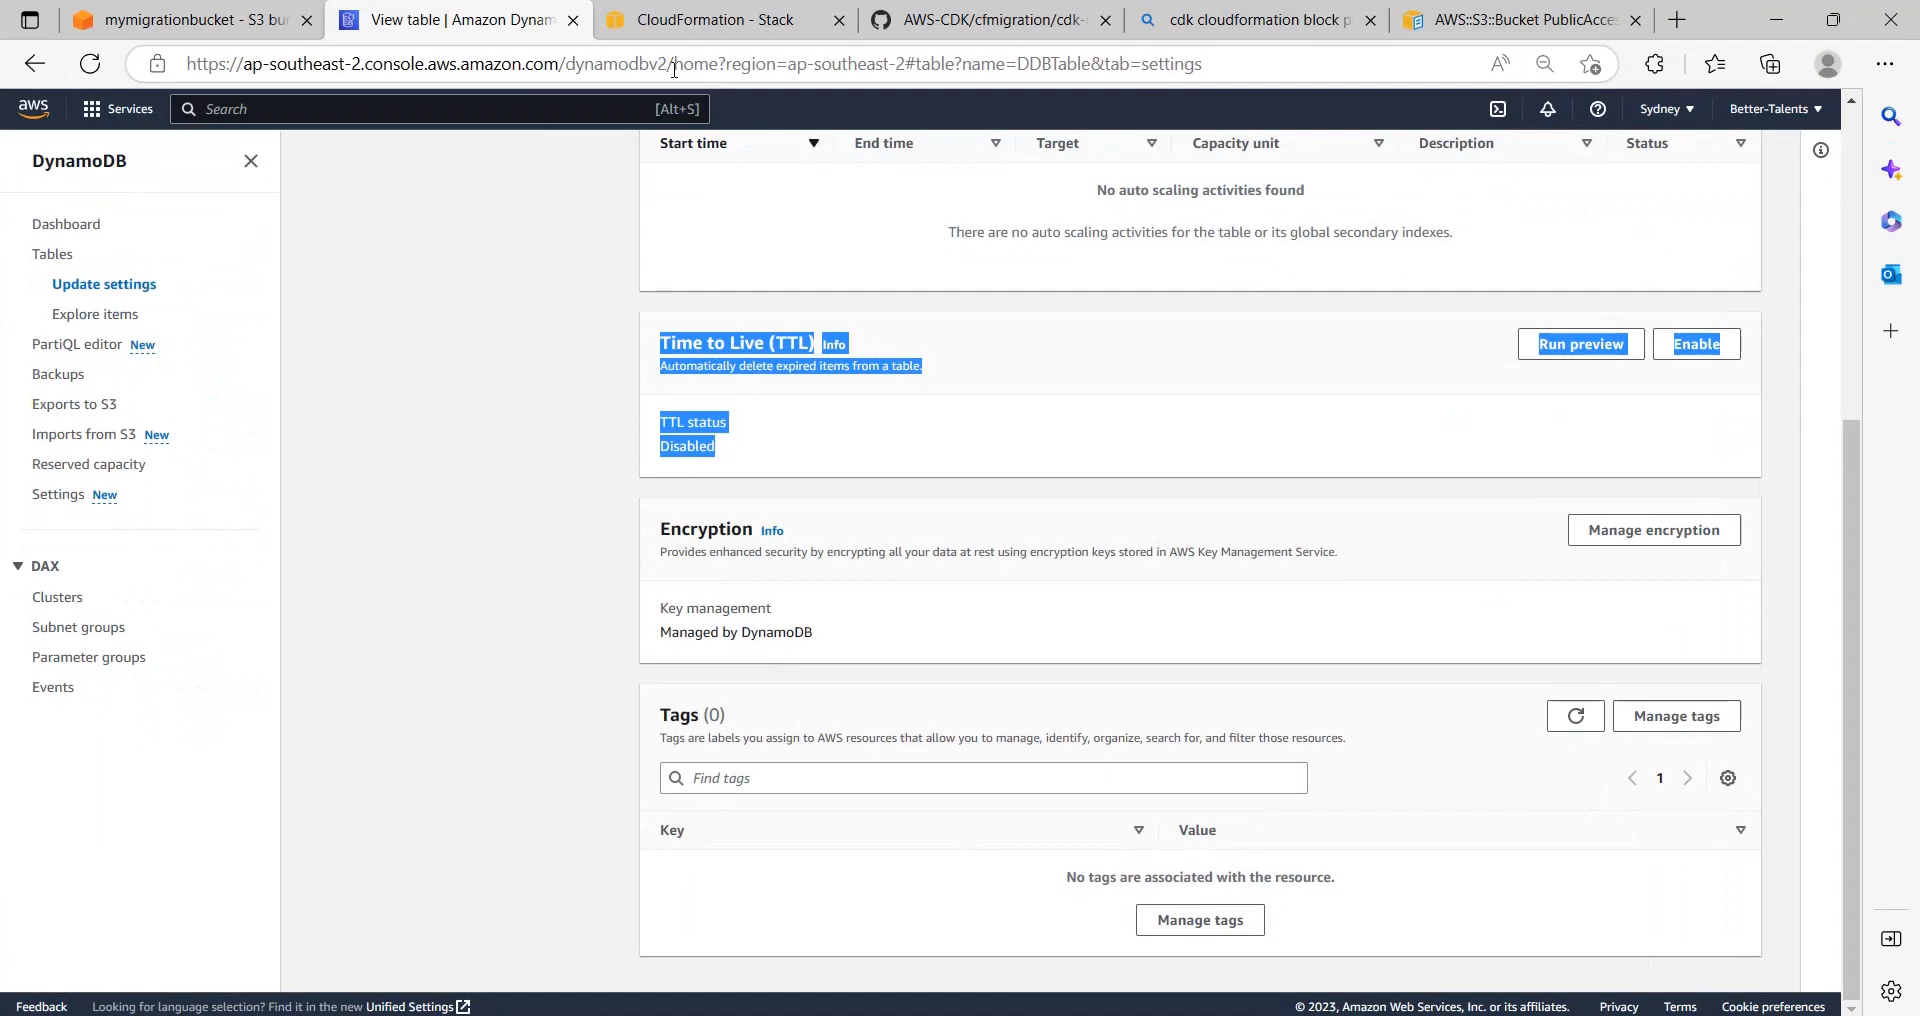 mymigrationbucket - S3 bu
View table | Amazon Dynam
CloudFormation - Stack
AWS-CDK/cfmigration/cdk-
cdk cloudformation block p
AWS::S3::Bucket PublicAcce
https://ap-southeast-2.console.aws.amazon.com/dynamodbv2/home?region=ap-southeast-2#table?name=DDBTable&tab=settings
aws
Services
Search
[Alt+S]
Sydney
Better-Talents
DynamoDB
Dashboard
Tables
Update settings
Explore items
PartiQL editor New
Backups
Exports to S3
Imports from S3 New
Reserved capacity
Settings New
DAX
Clusters
Subnet groups
Parameter groups
Events
Start time
End time
Target
Capacity unit
Description
Status
No auto scaling activities found
There are no auto scaling activities for the table or its global secondary indexes.
Time to Live (TTL) Info
Automatically delete expired items from a table.
Run preview
Enable
TTL status
Disabled
Encryption Info
Provides enhanced security by encrypting all your data at rest using encryption keys stored in AWS Key Management Service.
Manage encryption
Key management
Managed by DynamoDB
Tags (0)
Tags are labels you assign to AWS resources that allow you to manage, identify, organize, search for, and filter those resources.
Manage tags
Find tags
1
Key
Value
No tags are associated with the resource.
Manage tags
Feedback
Looking for language selection? Find it in the new Unified Settings
© 2023, Amazon Web Services, Inc. or its affiliates.
Privacy
Terms
Cookie preferences